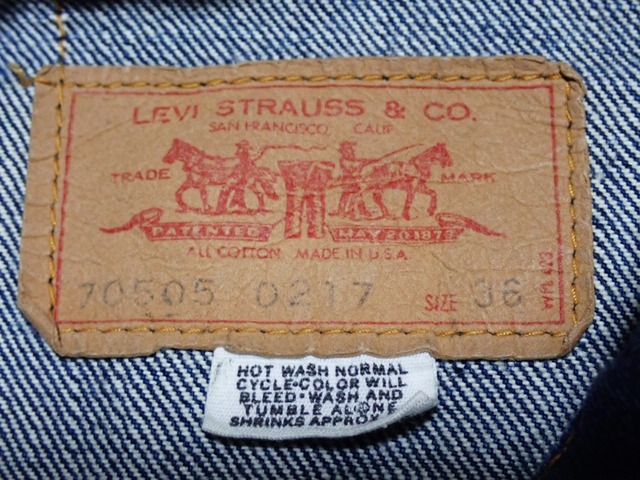 LEVI STRAUSS & CO.
SAN FRANCISCO, CALIF.
TRADE MARK
PATENTED MAY 20 1873
ALL COTTON MADE IN U.S.A.
70505 0217 SIZE 36
HOT WASH NORMAL
CYCLE•COLOR WILL
BLEED•WASH AND
TUMBLE ALONE
SHRINKS APPROX